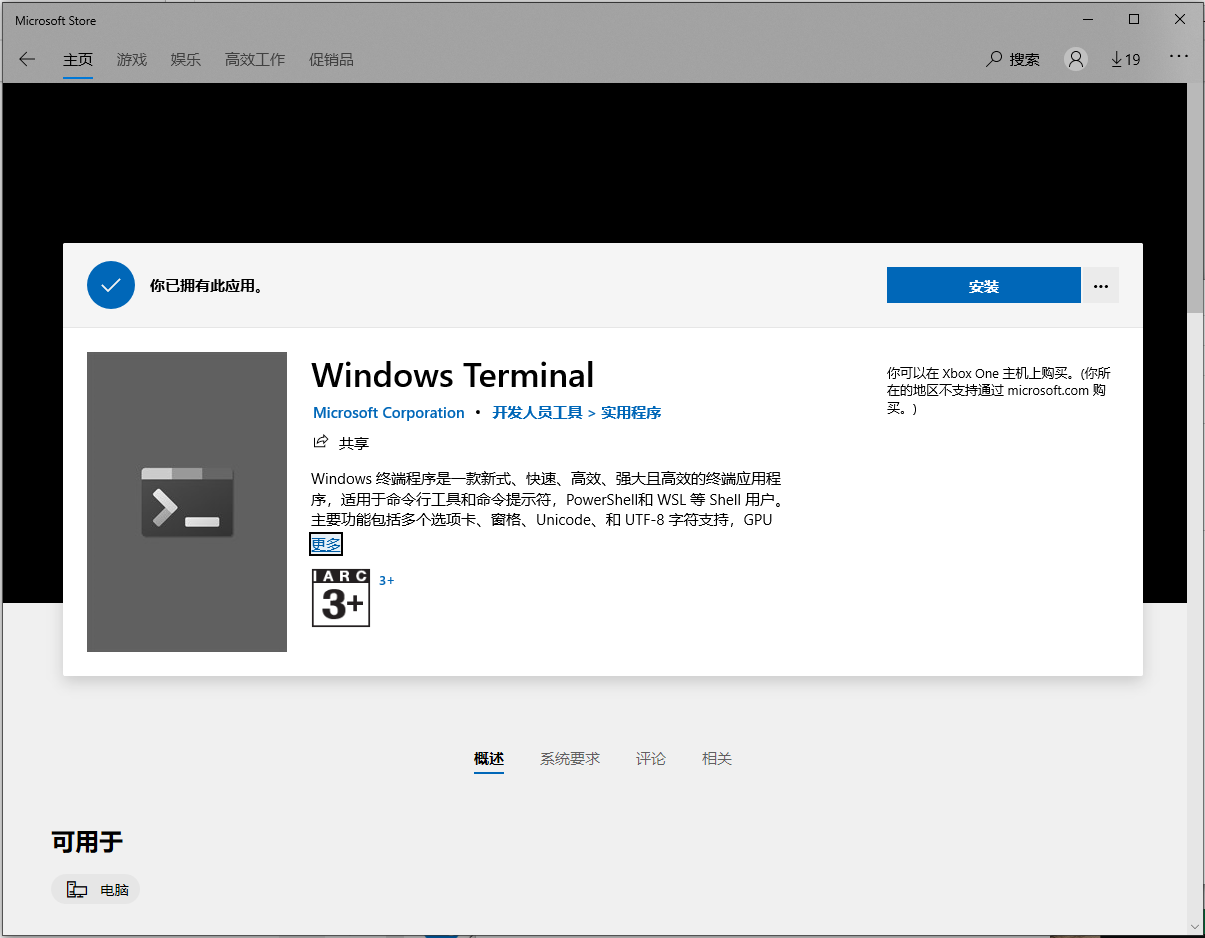 Microsoft Store
主页 游戏 娱乐 高效工作 促销品 搜索 19
你已拥有此应用。
安装
Windows Terminal
Microsoft Corporation • 开发人员工具 > 实用程序
共享
Windows 终端程序是一款新式、快速、高效、强大且高效的终端应用程
序，适用于命令行工具和命令提示符，PowerShell和 WSL 等 Shell 用户。
主要功能包括多个选项卡、窗格、Unicode、和 UTF-8 字符支持，GPU
更多
IARC
3+
3+
你可以在 Xbox One 主机上购买。(你所
在的地区不支持通过 microsoft.com 购
买。)
概述 系统要求 评论 相关
可用于
电脑